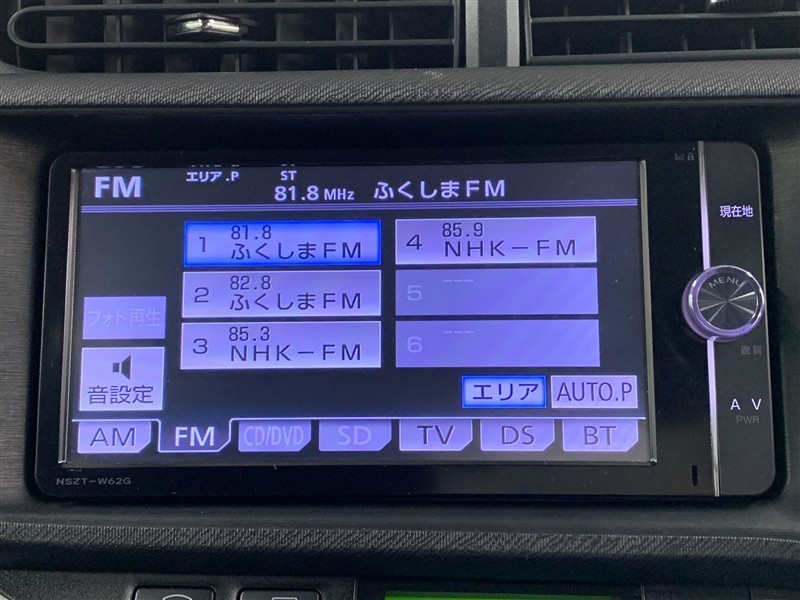 FM
エリア.P
ST
81.8 MHz ふくしまFM
1 81.8 ふくしまFM
4 85.9 NHK-FM
2 82.8 ふくしまFM
5 ---
3 85.3 NHK-FM
6 ---
フォト再生
音設定
エリア
AUTO.P
AM
FM
CD/DVD
SD
TV
DS
BT
NSZT-W62G
現在地
MENU
画質
A V
PWR